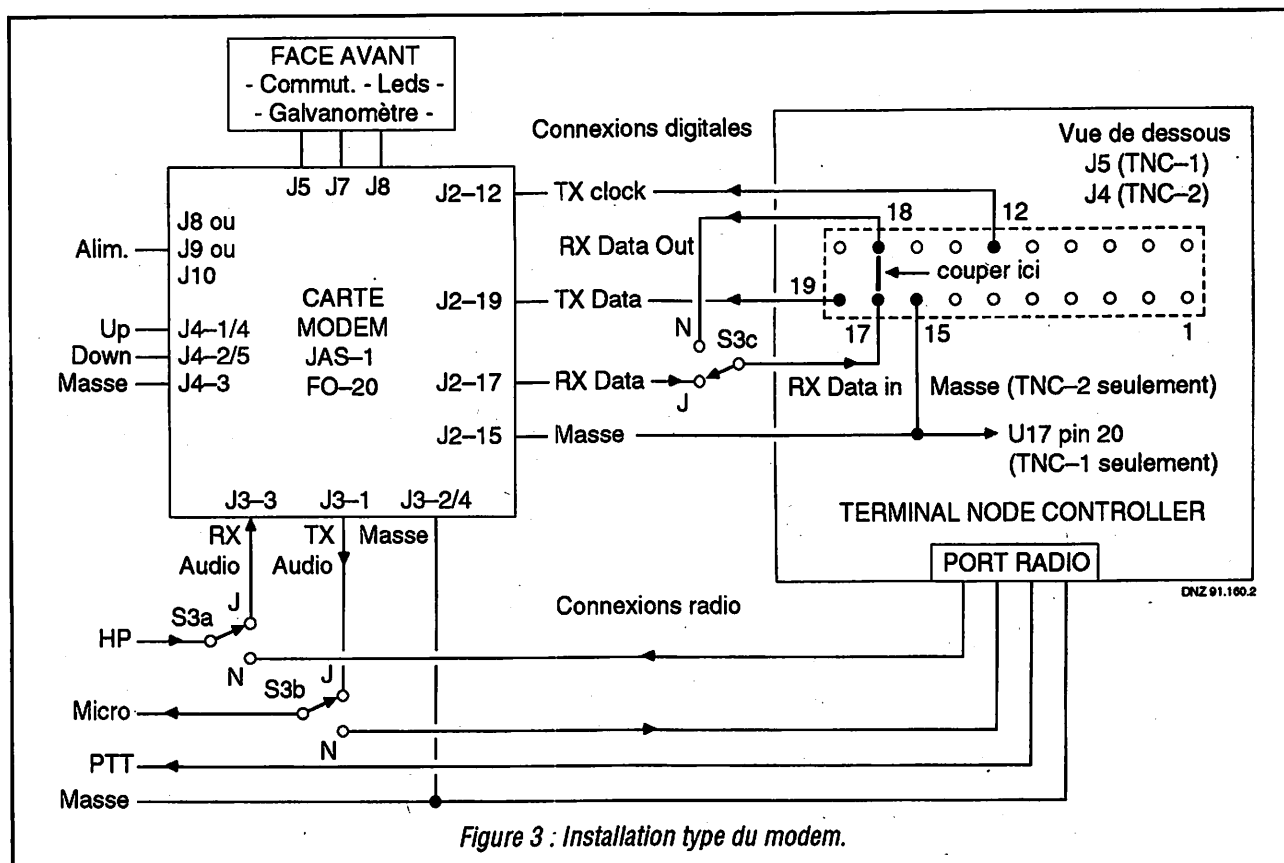 FACE AVANT
- Commut. - Leds -
- Galvanomètre -
Connexions digitales
Vue de dessous
J5 (TNC–1)
J4 (TNC–2)
J5 J7 J8
J2–12
TX clock
18
12
J8 ou
J9 ou
J10
Alim.
RX Data Out
couper ici
CARTE
MODEM
JAS–1
FO–20
J2–19
TX Data
19
17
15
1
N
S3c
J
Up
J4–1/4
Down
J4–2/5
Masse
J4–3
J2–17
RX Data
RX Data in
Masse (TNC–2 seulement)
J2–15
Masse
U17 pin 20
(TNC–1 seulement)
J3–3
J3–1
J3–2/4
TERMINAL NODE CONTROLLER
RX
Audio
TX
Audio
Masse
PORT RADIO
DNZ 91.160.2
Connexions radio
S3a
J
HP
N
S3b
J
Micro
N
PTT
Masse
Figure 3 : Installation type du modem.